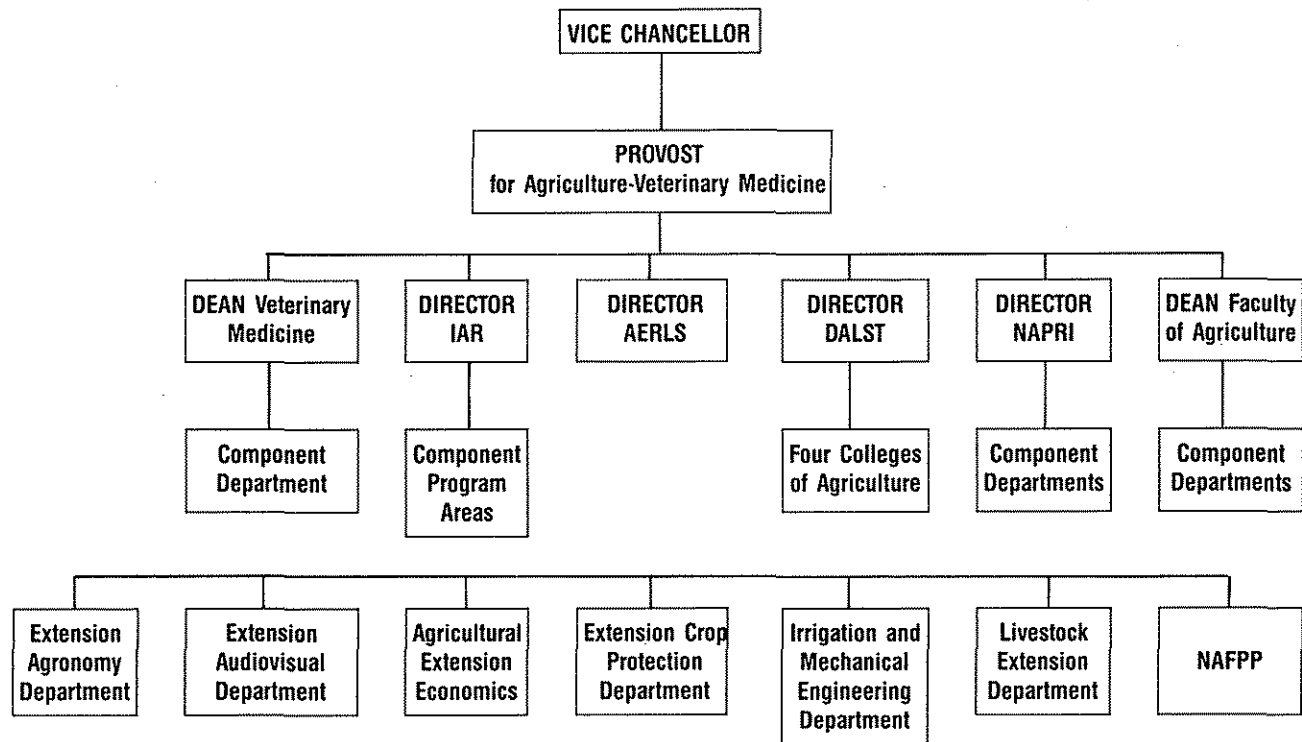 VICE CHANCELLOR
PROVOST
for Agriculture-Veterinary Medicine
DEAN Veterinary
Medicine
DIRECTOR
IAR
DIRECTOR
AERLS
DIRECTOR
DALST
DIRECTOR
NAPRI
DEAN Faculty
of Agriculture
Component
Department
Component
Program
Areas
Four Colleges
of Agriculture
Component
Departments
Component
Departments
Extension
Agronomy
Department
Extension
Audiovisual
Department
Agricultural
Extension
Economics
Extension Crop
Protection
Department
Irrigation and
Mechanical
Engineering
Department
Livestock
Extension
Department
NAFPP